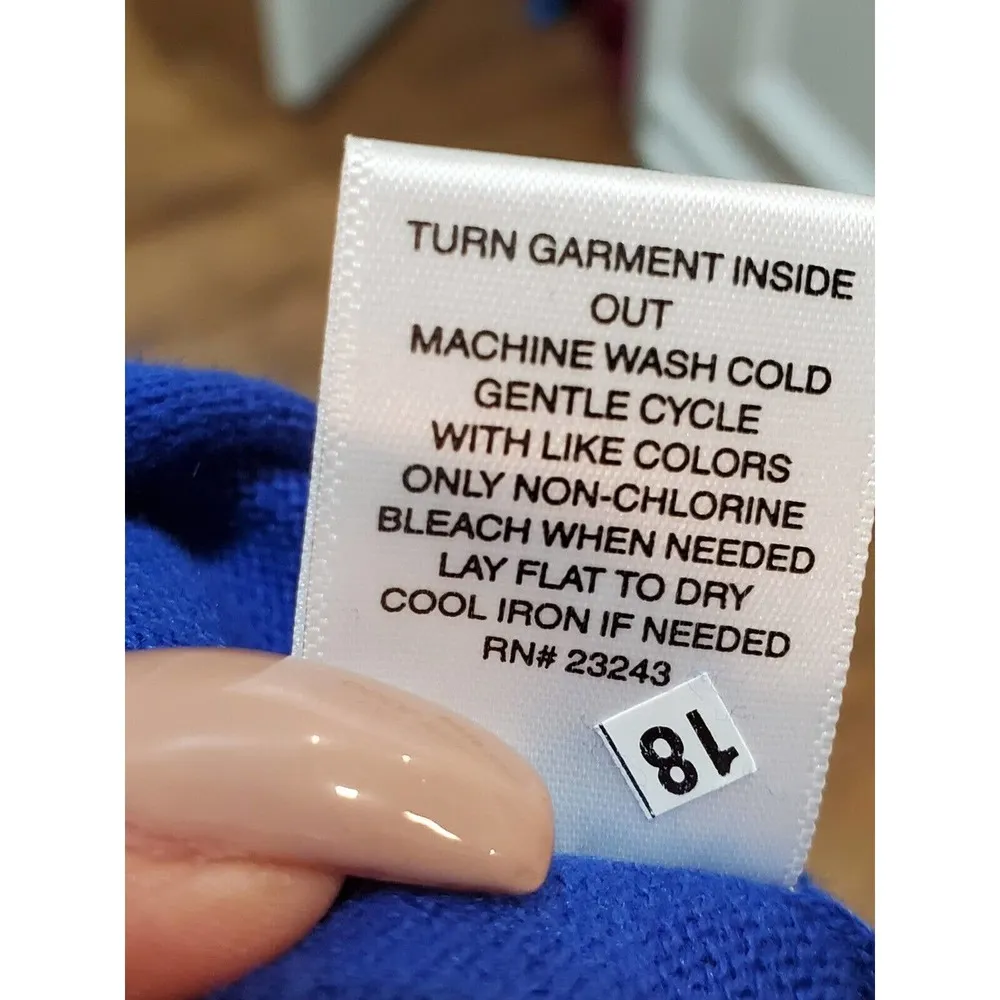 TURN GARMENT INSIDE
OUT
MACHINE WASH COLD
GENTLE CYCLE
WITH LIKE COLORS
ONLY NON-CHLORINE
BLEACH WHEN NEEDED
LAY FLAT TO DRY
COOL IRON IF NEEDED
RN# 23243
18